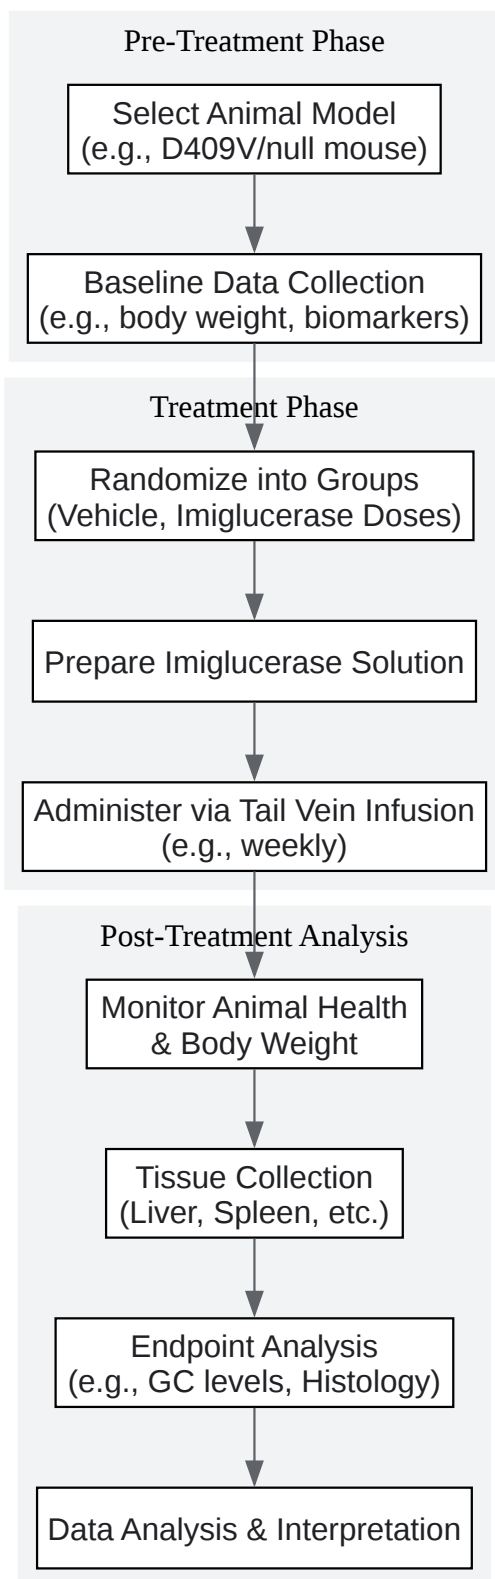 Pre-Treatment Phase
Select Animal Model
(e.g., D409V/null mouse)
Baseline Data Collection
(e.g., body weight, biomarkers)
Treatment Phase
Randomize into Groups
(Vehicle, Imiglucerase Doses)
Prepare Imiglucerase Solution
Administer via Tail Vein Infusion
(e.g., weekly)
Post-Treatment Analysis
Monitor Animal Health
& Body Weight
Tissue Collection
(Liver, Spleen, etc.)
Endpoint Analysis
(e.g., GC levels, Histology)
Data Analysis & Interpretation